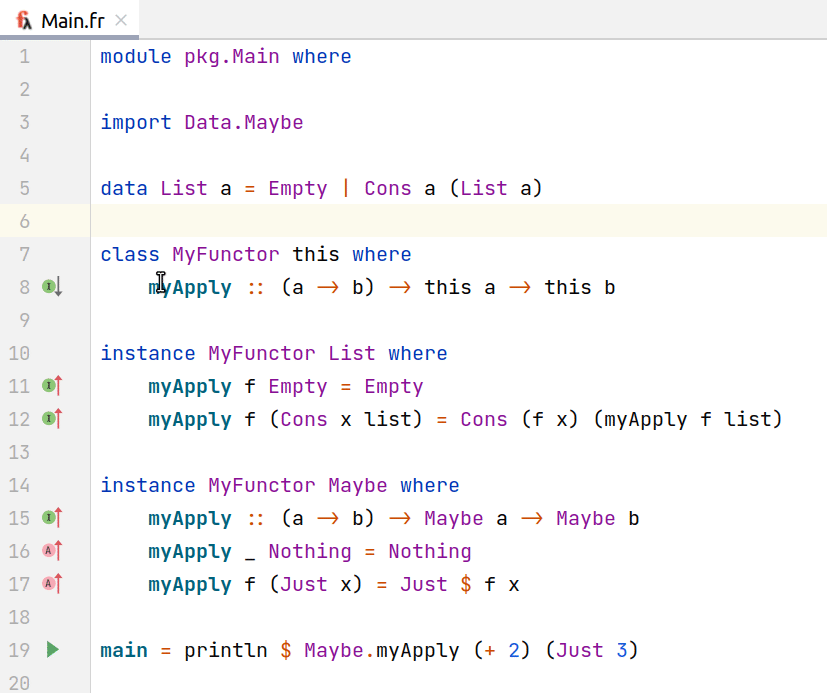 Main.fr
1 module pkg.Main where
2
3 import Data.Maybe
4
5 data List a = Empty | Cons a (List a)
6
7 class MyFunctor this where
8 myApply :: (a -> b) -> this a -> this b
9
10 instance MyFunctor List where
11 myApply f Empty = Empty
12 myApply f (Cons x list) = Cons (f x) (myApply f list)
13
14 instance MyFunctor Maybe where
15 myApply :: (a -> b) -> Maybe a -> Maybe b
16 myApply _ Nothing = Nothing
17 myApply f (Just x) = Just $ f x
18
19 main = println $ Maybe.myApply (+ 2) (Just 3)
20